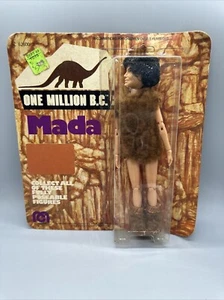 ONE MILLION B.C.
Mada
COLLECT ALL
OF THESE
FULLY
POSEABLE
FIGURES